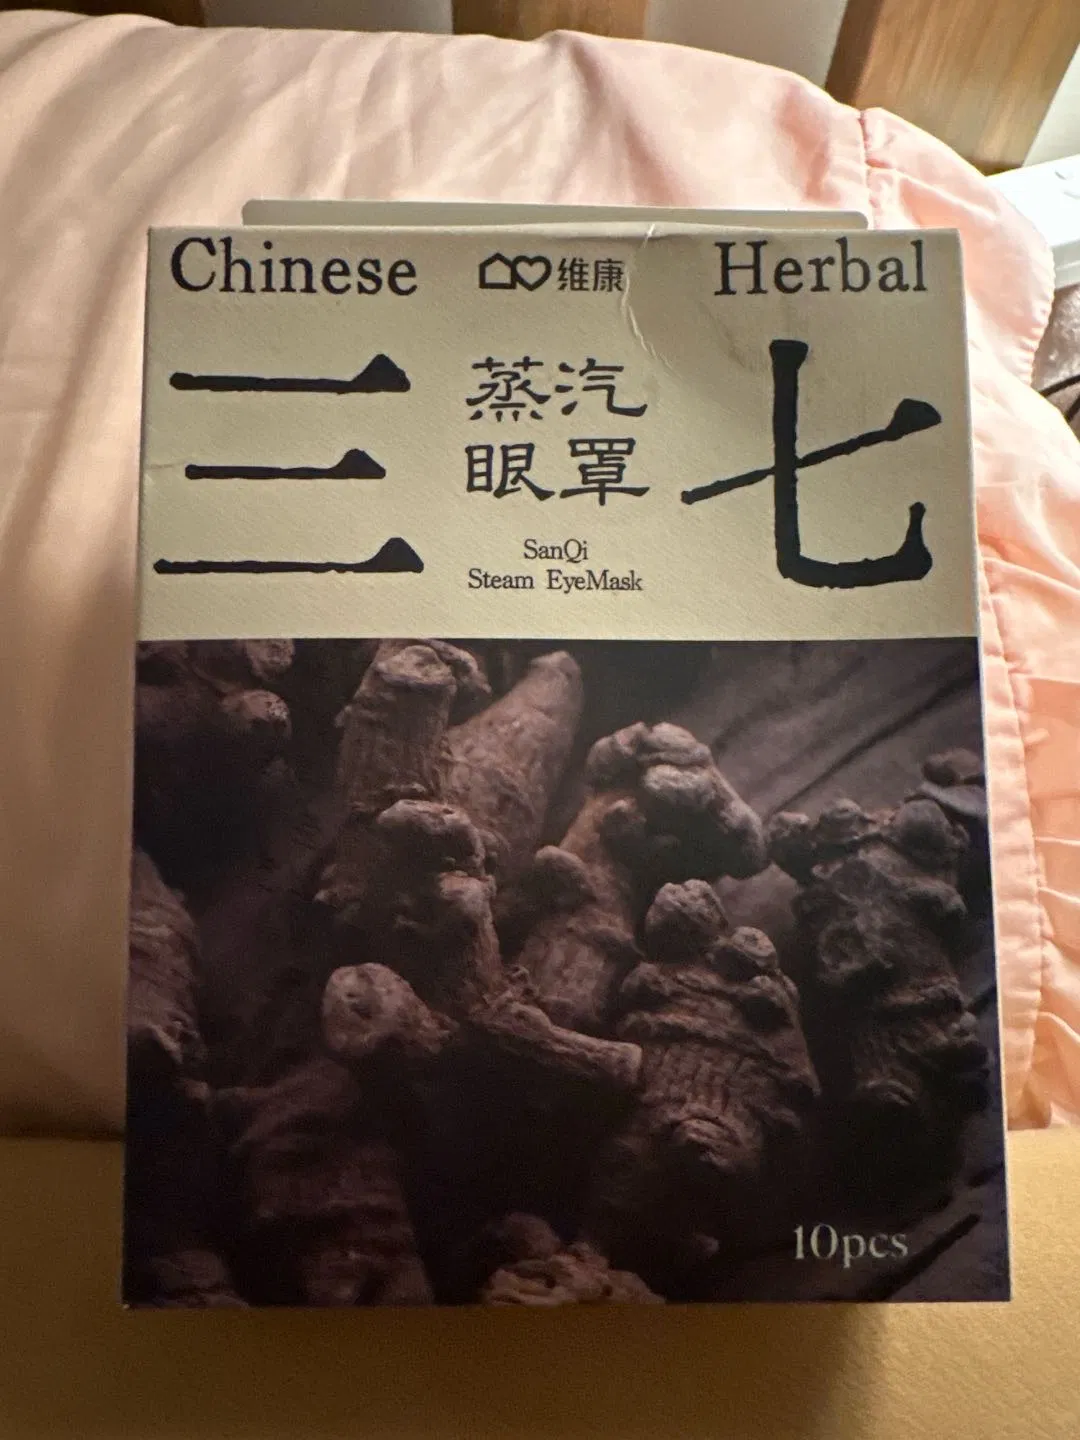 Chinese 维康 Herbal
三七
蒸汽
眼罩
SanQi
Steam EyeMask
10pcs